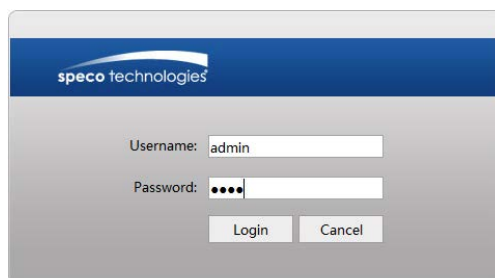 speco technologies
Username: admin
Password: ••••
Login Cancel